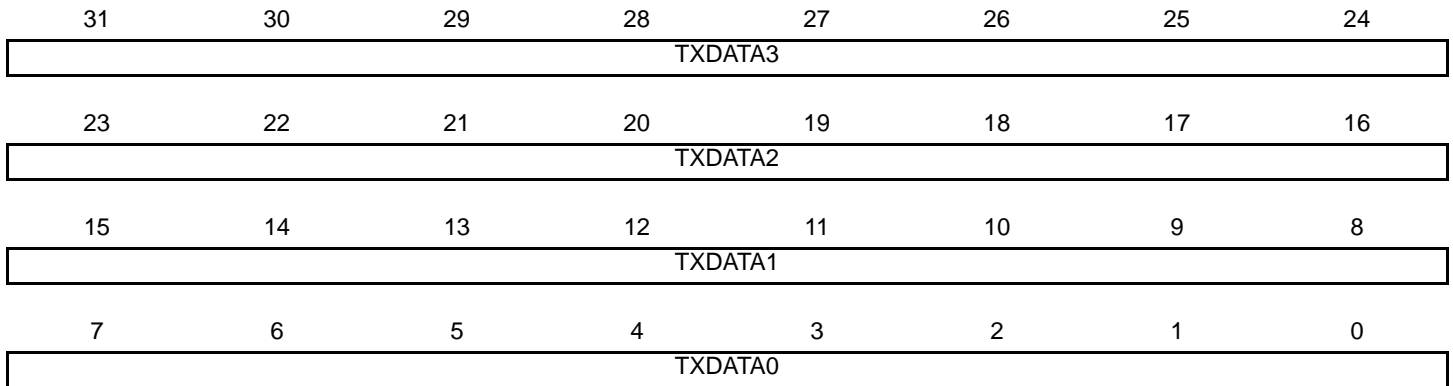 31 30 29 28 27 26 25 24
TXDATA3
23 22 21 20 19 18 17 16
TXDATA2
15 14 13 12 11 10 9 8
TXDATA1
7 6 5 4 3 2 1 0
TXDATA0